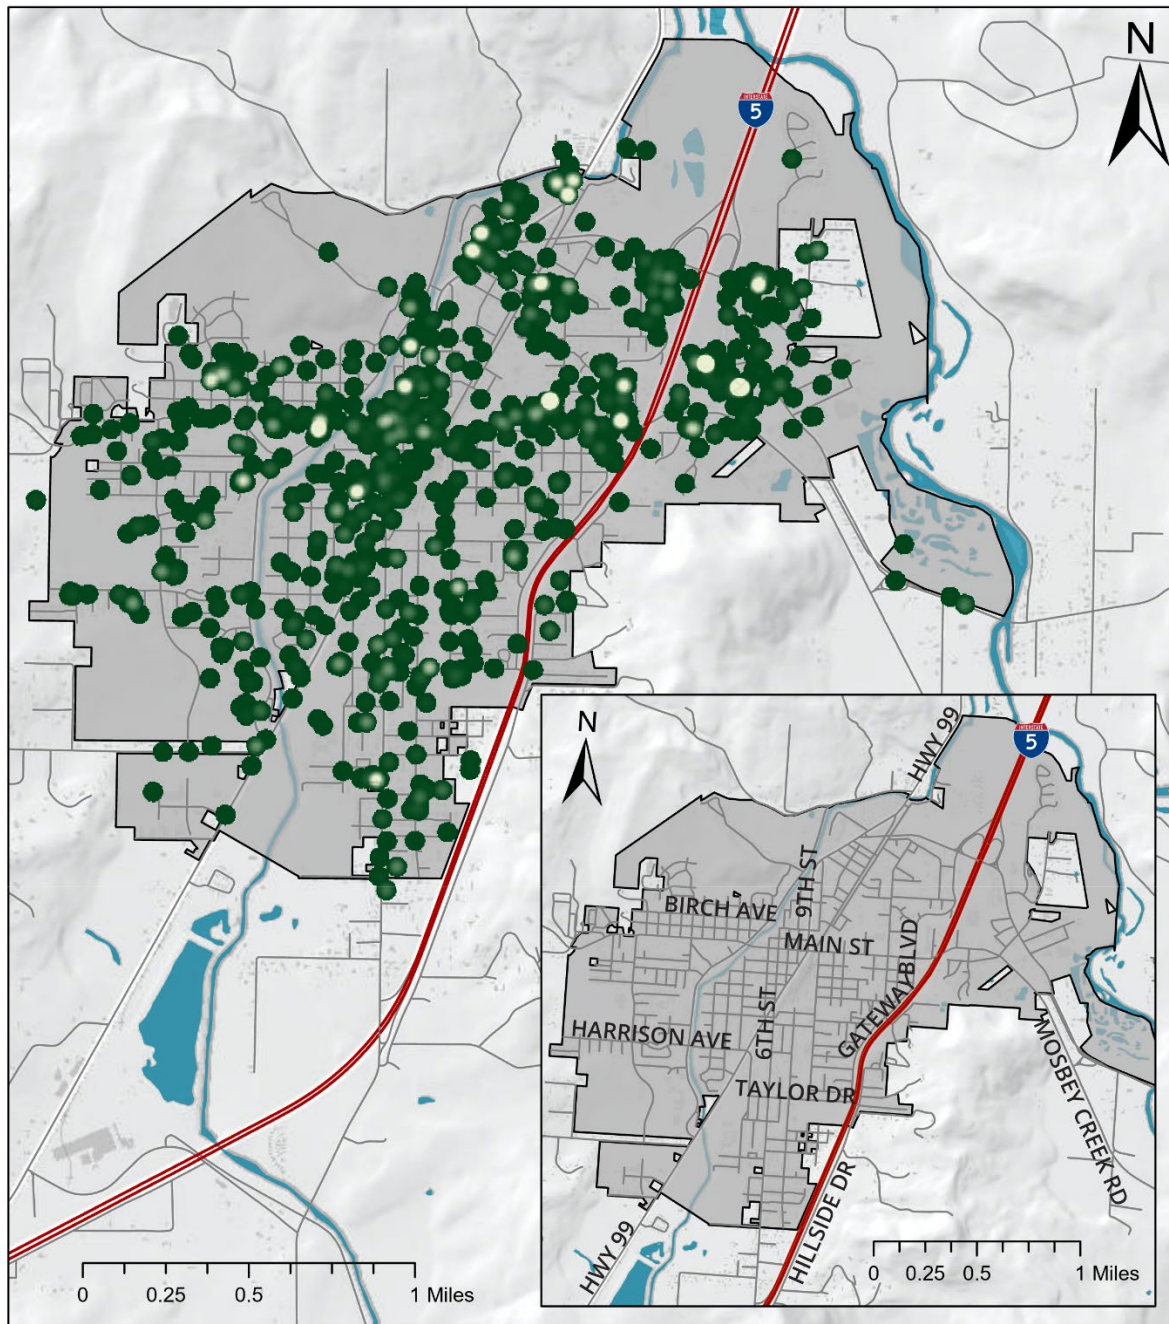 N
INTERSTATE
5
N
HWY 99
INTERSTATE
5
9TH ST
BIRCH AVE
MAIN ST
GATEWAY BLVD
6TH ST
HARRISON AVE
MOSBEY CREEK RD
TAYLOR DR
HILLSIDE DR
HWY 99
0 0.25 0.5 1 Miles
0 0.25 0.5 1 Miles